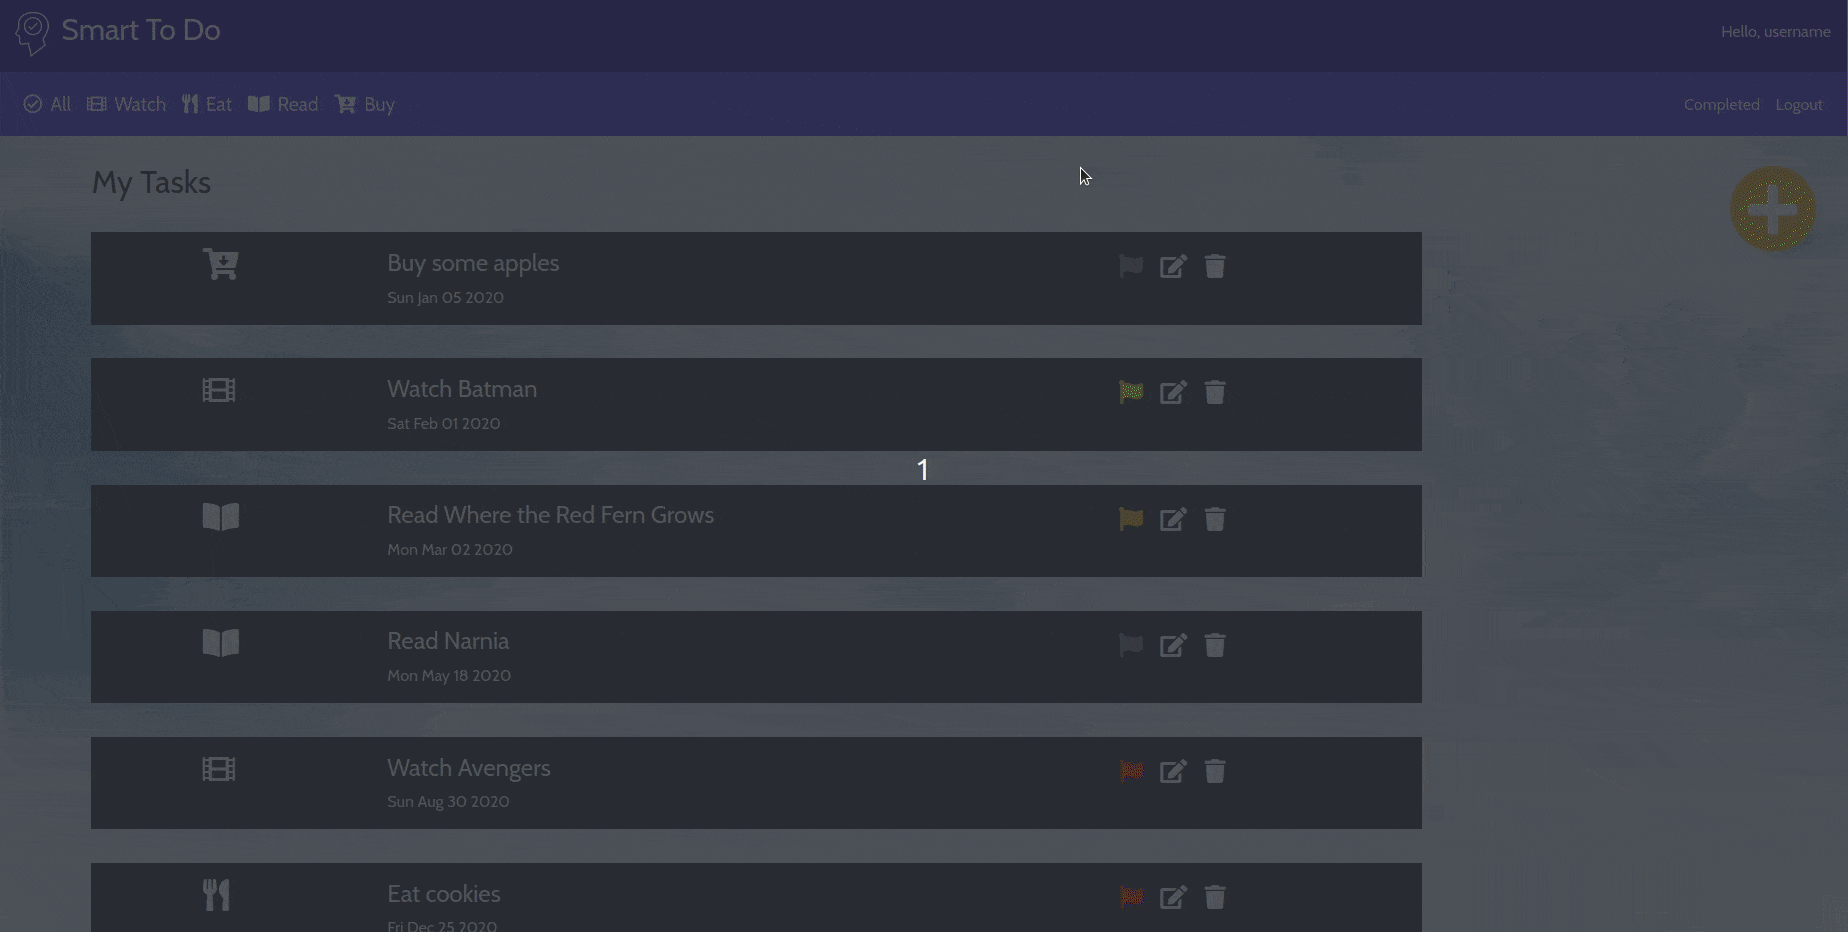 Smart To Do
Hello, username
All Watch Eat Read Buy
Completed Logout
My Tasks
Buy some apples
Sun Jan 05 2020
Watch Batman
Sat Feb 01 2020
1
Read Where the Red Fern Grows
Mon Mar 02 2020
Read Narnia
Mon May 18 2020
Watch Avengers
Sun Aug 30 2020
Eat cookies
Fri Dec 25 2020